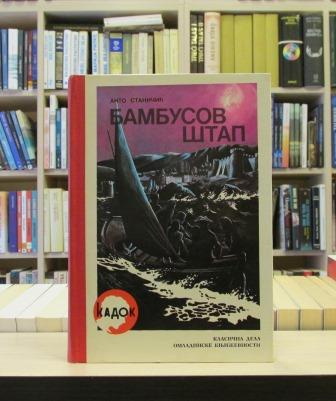 АНТО СТАНИЧИЋ
БАМБУСОВ
ШТАП
КАДОК
КЛАСИЧНА ДЕЛА
ОМЛАДИНСКЕ КЊИЖЕВНОСТИ